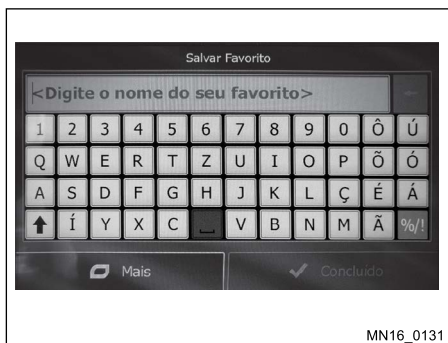 Salvar Favorito
<Digite o nome do seu favorito>
1 2 3 4 5 6 7 8 9 0 Ô Ú
Q W E R T Z U I O P Õ Ó
A S D F G H J K L Ç É Á
Í Y X C V B N M Ã %/!
Mais Concluído
MN16_0131